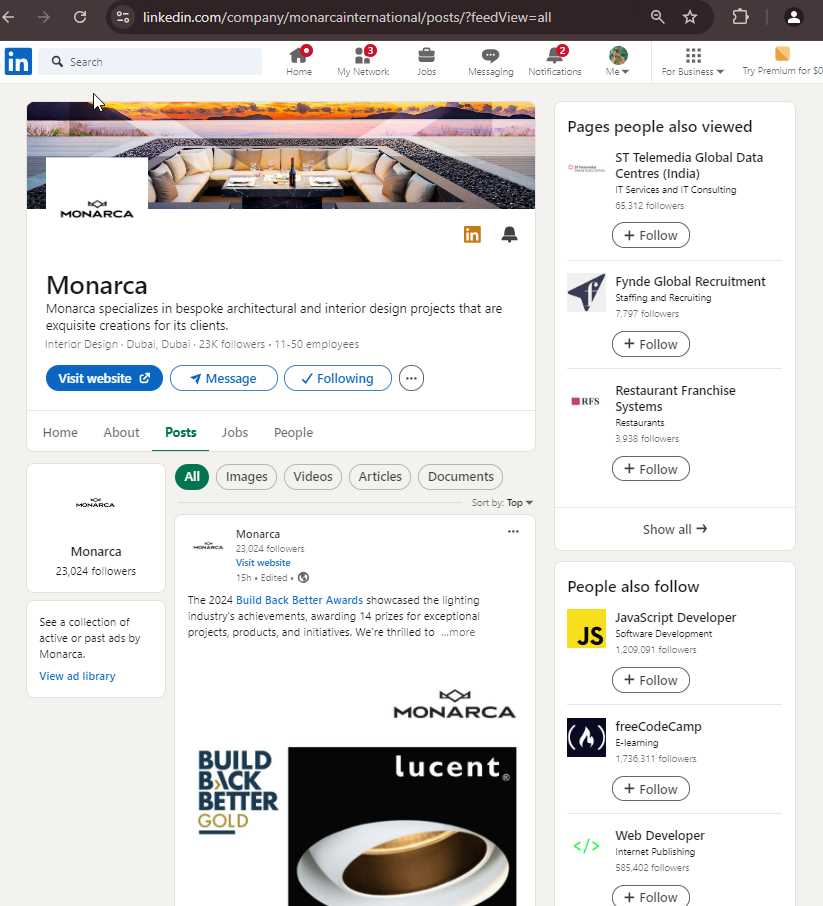 linkedin.com/company/monarcainternational/posts/?feedView=all
in
Search
Home
3
My Network
Jobs
Messaging
2
Notifications
Me
For Business
Try Premium for $0
MONARCA
in
Monarca
Monarca specializes in bespoke architectural and interior design projects that are
exquisite creations for its clients.
Interior Design · Dubai, Dubai · 23K followers · 11-50 employees
Visit website
Message
Following
Home
About
Posts
Jobs
People
MONARCA
Monarca
23,024 followers
See a collection of
active or past ads by
Monarca.
View ad library
All
Images
Videos
Articles
Documents
Sort by: Top
MONARCA
Monarca
23,024 followers
Visit website
15h • Edited •
The 2024 Build Back Better Awards showcased the lighting
industry's achievements, awarding 14 prizes for exceptional
projects, products, and initiatives. We're thrilled to ...more
MONARCA
BUILD
BACK
BETTER
GOLD
lucent®
Pages people also viewed
ST Telemedia Global Data
Centres (India)
IT Services and IT Consulting
65,312 followers
+ Follow
f
Fynde Global Recruitment
Staffing and Recruiting
7,797 followers
+ Follow
RFS
Restaurant Franchise
Systems
Restaurants
3,938 followers
+ Follow
Show all →
People also follow
JS
JavaScript Developer
Software Development
1,209,091 followers
+ Follow
freeCodeCamp
E-learning
1,736,311 followers
+ Follow
</>
Web Developer
Internet Publishing
585,402 followers
+ Follow